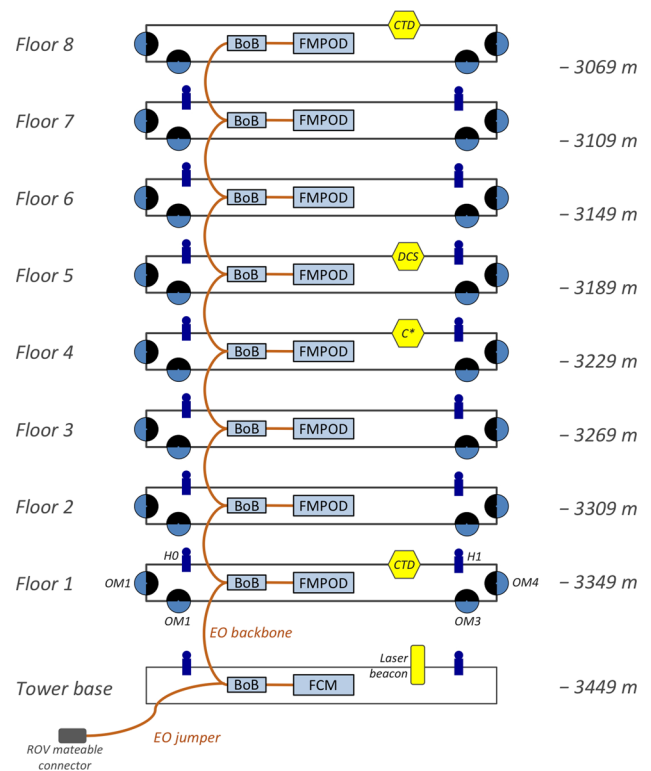 CTD
Floor 8
BoB
FMPOD
− 3069 m
Floor 7
BoB
FMPOD
− 3109 m
Floor 6
BoB
FMPOD
− 3149 m
DCS
Floor 5
BoB
FMPOD
− 3189 m
C*
Floor 4
BoB
FMPOD
− 3229 m
Floor 3
BoB
FMPOD
− 3269 m
Floor 2
BoB
FMPOD
− 3309 m
H0
CTD
H1
Floor 1
OM1
BoB
FMPOD
OM4
− 3349 m
OM1
OM3
EO backbone
Laser
beacon
Tower base
BoB
FCM
− 3449 m
EO jumper
ROV mateable
connector